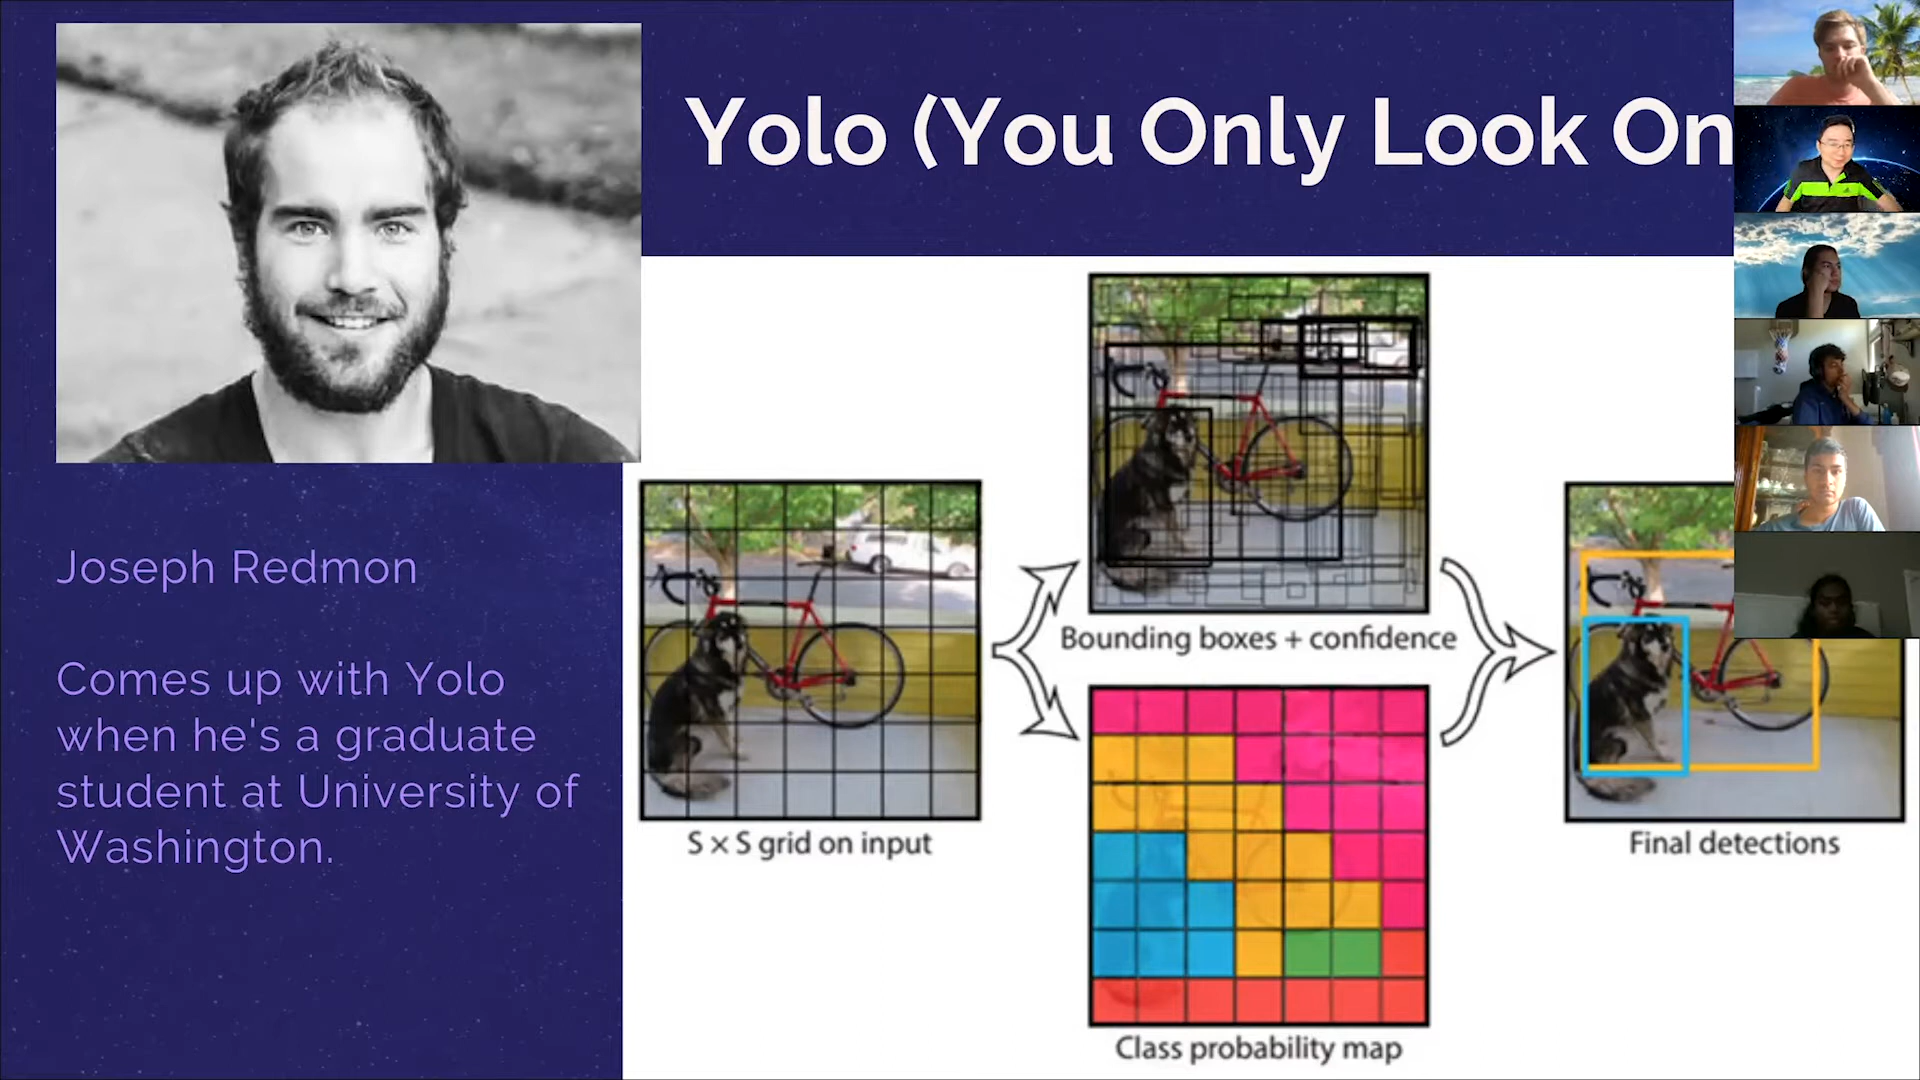 Yolo (You Only Look On
Joseph Redmon
Comes up with Yolo
when he's a graduate
student at University of
Washington.
S × S grid on input
Bounding boxes + confidence
Class probability map
Final detections